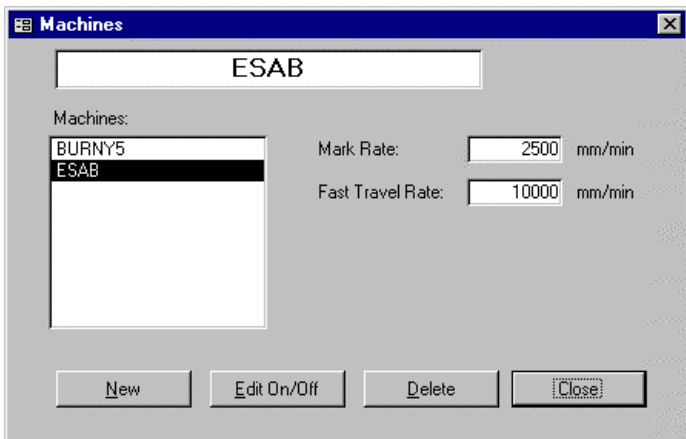 Machines
ESAB
Machines:
BURNY5
ESAB
Mark Rate: 2500 mm/min
Fast Travel Rate: 10000 mm/min
New Edit On/Off Delete Close